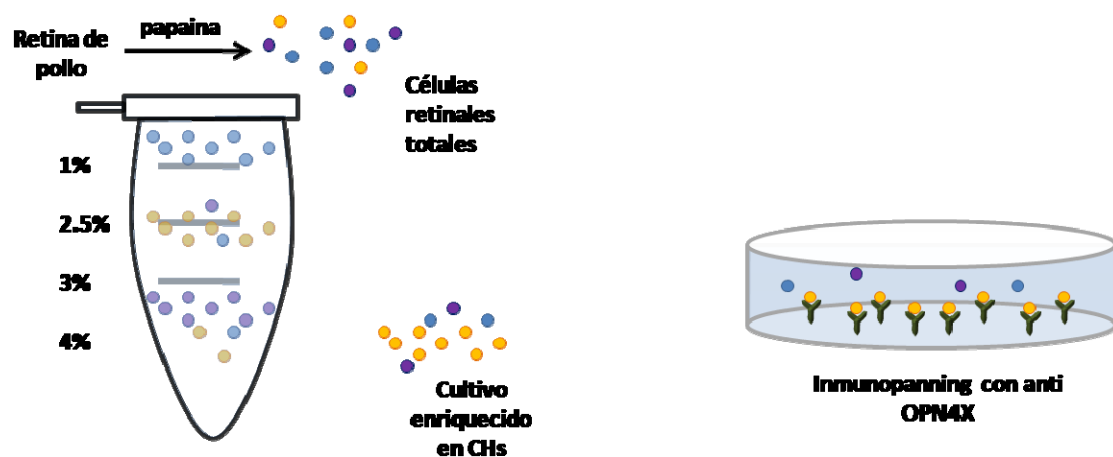 Retina de
pollo
papaina
Células
retinales
totales
1%
2.5%
3%
4%
Cultivo
enriquecido
en CHs
Inmunopanning con anti
OPN4X